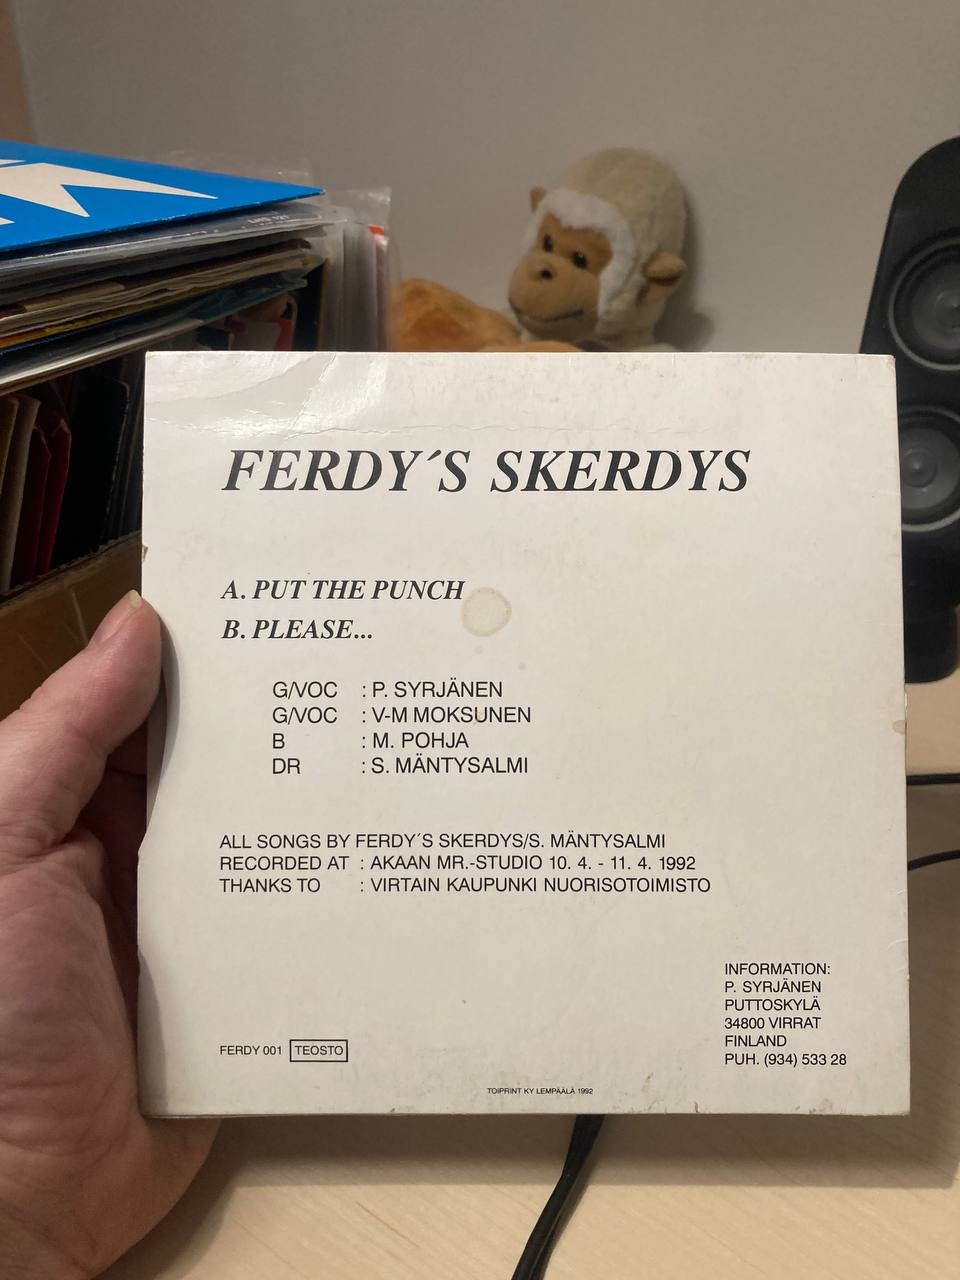 FERDY´S SKERDYS
A. PUT THE PUNCH
B. PLEASE...
G/VOC : P. SYRJÄNEN
G/VOC : V-M MOKSUNEN
B : M. POHJA
DR : S. MÄNTYSALMI
ALL SONGS BY FERDY´S SKERDYS/S. MÄNTYSALMI
RECORDED AT : AKAAN MR.-STUDIO 10. 4. - 11. 4. 1992
THANKS TO : VIRTAIN KAUPUNKI NUORISOTOIMISTO
INFORMATION:
P. SYRJÄNEN
PUTTOSKYLÄ
34800 VIRRAT
FINLAND
PUH. (934) 533 28
FERDY 001 TEOSTO
TOIPRINT KY LEMPÄÄLÄ 1992